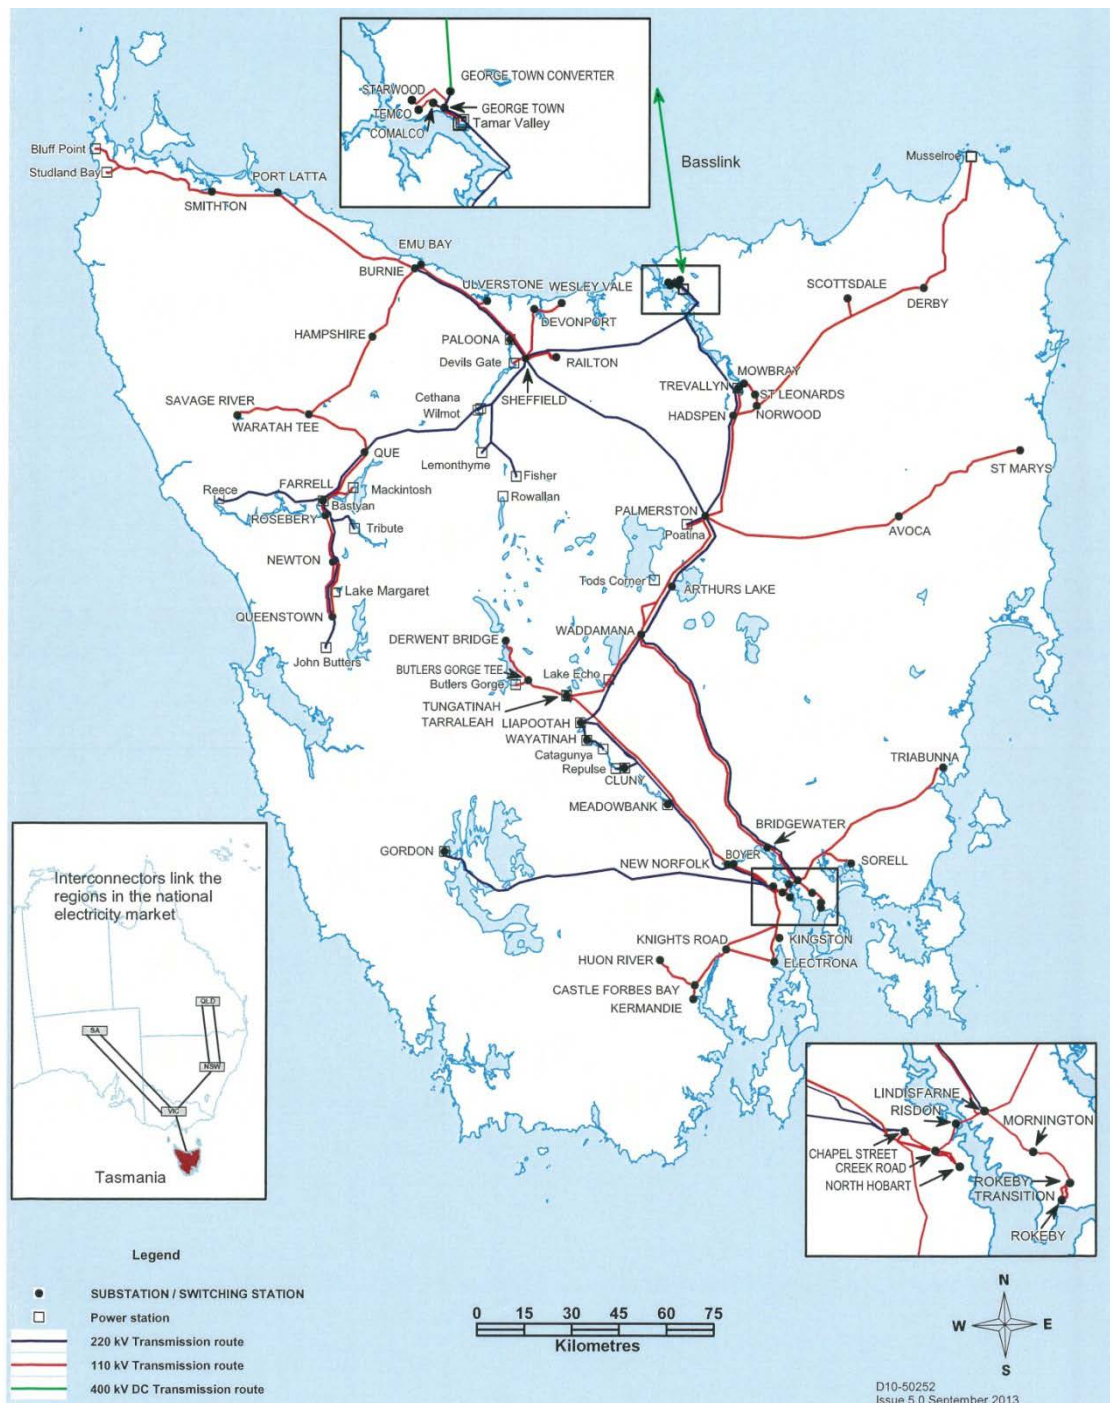 GEORGE TOWN CONVERTER
STARWOOD
GEORGE TOWN
TEMCO
Tamar Valley
COMALCO
Basslink
Musselroe
Bluff Point
Studland Bay
PORT LATTA
SMITHTON
EMU BAY
BURNIE
ULVERSTONE
WESLEY VALE
SCOTTSDALE
DERBY
DEVONPORT
HAMPSHIRE
PALOONA
Devils Gate
RAILTON
MOWBRAY
TREVALLYN
ST LEONARDS
SHEFFIELD
Cethana
Wilmot
HADSPEN
NORWOOD
SAVAGE RIVER
WARATAH TEE
QUE
Lemonthyme
Fisher
ST MARYS
FARRELL
Mackintosh
Reece
Bastyan
Rowallan
ROSEBERY
PALMERSTON
Tribute
Poatina
AVOCA
NEWTON
Tods Corner
ARTHURS LAKE
Lake Margaret
QUEENSTOWN
DERWENT BRIDGE
WADDAMANA
John Butters
BUTLERS GORGE TEE
Lake Echo
Butlers Gorge
TUNGATINAH
TARRALEAH
LIAPOOTAH
WAYATINAH
Catagunya
Repulse
CLUNY
TRIABUNNA
MEADOWBANK
BRIDGEWATER
GORDON
NEW NORFOLK
BOYER
SORELL
KNIGHTS ROAD
KINGSTON
HUON RIVER
ELECTRONA
CASTLE FORBES BAY
KERMANDIE
Interconnectors link the
regions in the national
electricity market
QLD
SA
NSW
VIC
Tasmania
LINDISFARNE
RISDON
MORNINGTON
CHAPEL STREET
CREEK ROAD
NORTH HOBART
ROKEBY
TRANSITION
ROKEBY
Legend
SUBSTATION / SWITCHING STATION
Power station
220 kV Transmission route
110 kV Transmission route
400 kV DC Transmission route
0 15 30 45 60 75
Kilometres
N
W E
S
D10-50252
Issue 5.0 September 2013